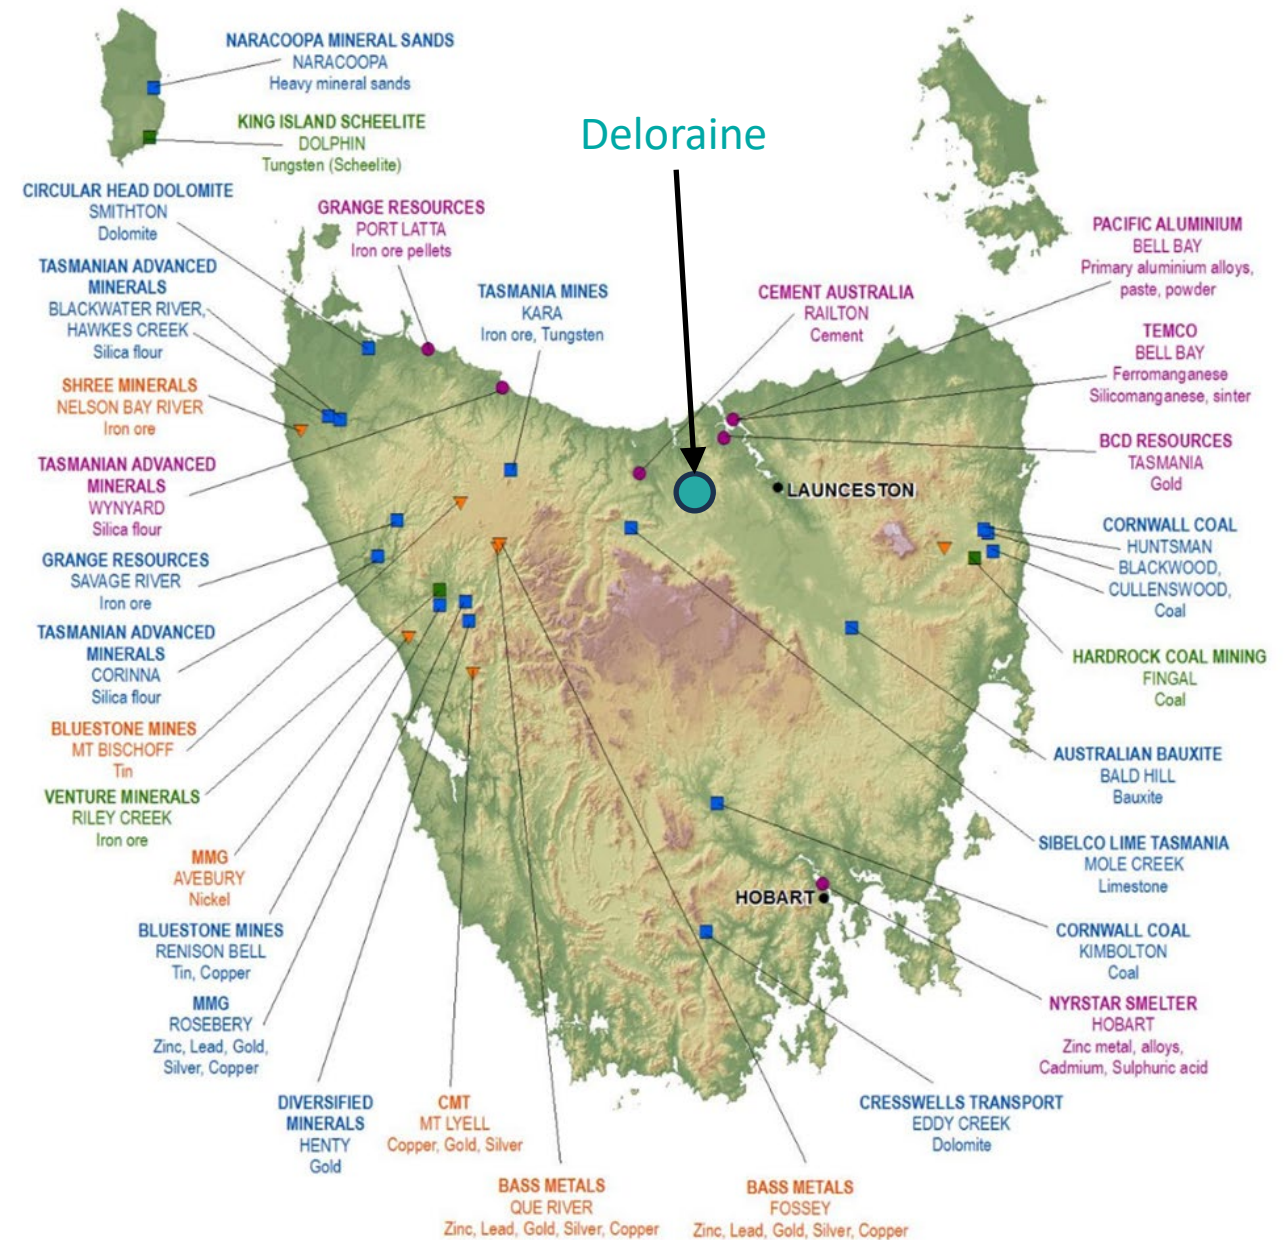 NARACOOPA MINERAL SANDS
NARACOOPA
Heavy mineral sands
KING ISLAND SCHEELITE
DOLPHIN
Tungsten (Scheelite)
Deloraine
CIRCULAR HEAD DOLOMITE
SMITHTON
Dolomite
GRANGE RESOURCES
PORT LATTA
Iron ore pellets
TASMANIAN ADVANCED
MINERALS
BLACKWATER RIVER,
HAWKES CREEK
Silica flour
TASMANIA MINES
KARA
Iron ore, Tungsten
CEMENT AUSTRALIA
RAILTON
Cement
PACIFIC ALUMINIUM
BELL BAY
Primary aluminium alloys,
paste, powder
TEMCO
BELL BAY
Ferromanganese
Silicomanganese, sinter
SHREE MINERALS
NELSON BAY RIVER
Iron ore
BCD RESOURCES
TASMANIA
Gold
TASMANIAN ADVANCED
MINERALS
WYNYARD
Silica flour
LAUNCESTON
CORNWALL COAL
HUNTSMAN
BLACKWOOD,
CULLENSWOOD,
Coal
GRANGE RESOURCES
SAVAGE RIVER
Iron ore
TASMANIAN ADVANCED
MINERALS
CORINNA
Silica flour
HARDROCK COAL MINING
FINGAL
Coal
BLUESTONE MINES
MT BISCHOFF
Tin
AUSTRALIAN BAUXITE
BALD HILL
Bauxite
VENTURE MINERALS
RILEY CREEK
Iron ore
SIBELCO LIME TASMANIA
MOLE CREEK
Limestone
MMG
AVEBURY
Nickel
HOBART
BLUESTONE MINES
RENISON BELL
Tin, Copper
CORNWALL COAL
KIMBOLTON
Coal
MMG
ROSEBERY
Zinc, Lead, Gold,
Silver, Copper
NYRSTAR SMELTER
HOBART
Zinc metal, alloys,
Cadmium, Sulphuric acid
DIVERSIFIED
MINERALS
HENTY
Gold
CMT
MT LYELL
Copper, Gold, Silver
CRESSWELLS TRANSPORT
EDDY CREEK
Dolomite
BASS METALS
QUE RIVER
Zinc, Lead, Gold, Silver, Copper
BASS METALS
FOSSEY
Zinc, Lead, Gold, Silver, Copper